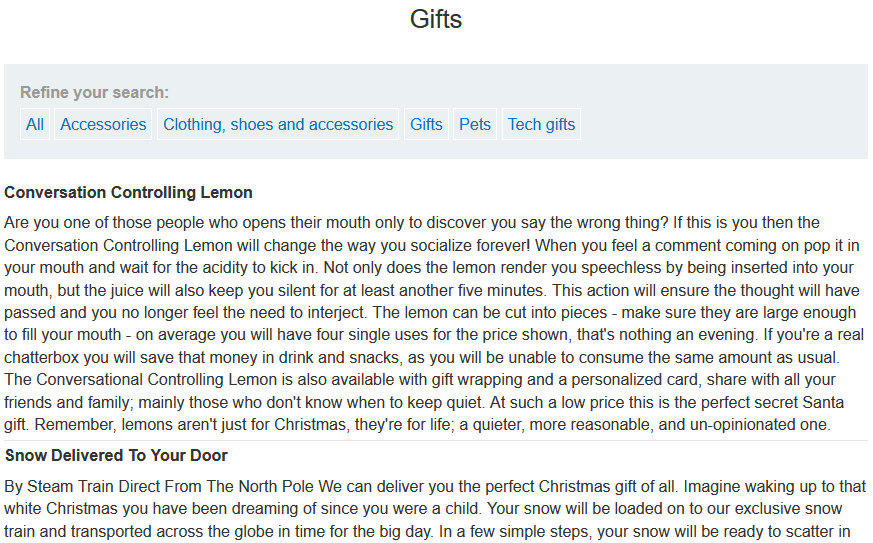 Gifts
Refine your search:
All Accessories Clothing, shoes and accessories Gifts Pets Tech gifts
Conversation Controlling Lemon
Are you one of those people who opens their mouth only to discover you say the wrong thing? If this is you then the
Conversation Controlling Lemon will change the way you socialize forever! When you feel a comment coming on pop it in
your mouth and wait for the acidity to kick in. Not only does the lemon render you speechless by being inserted into your
mouth, but the juice will also keep you silent for at least another five minutes. This action will ensure the thought will have
passed and you no longer feel the need to interject. The lemon can be cut into pieces - make sure they are large enough
to fill your mouth - on average you will have four single uses for the price shown, that's nothing an evening. If you're a real
chatterbox you will save that money in drink and snacks, as you will be unable to consume the same amount as usual.
The Conversational Controlling Lemon is also available with gift wrapping and a personalized card, share with all your
friends and family; mainly those who don't know when to keep quiet. At such a low price this is the perfect secret Santa
gift. Remember, lemons aren't just for Christmas, they're for life; a quieter, more reasonable, and un-opinionated one.
Snow Delivered To Your Door
By Steam Train Direct From The North Pole We can deliver you the perfect Christmas gift of all. Imagine waking up to that
white Christmas you have been dreaming of since you were a child. Your snow will be loaded on to our exclusive snow
train and transported across the globe in time for the big day. In a few simple steps, your snow will be ready to scatter in